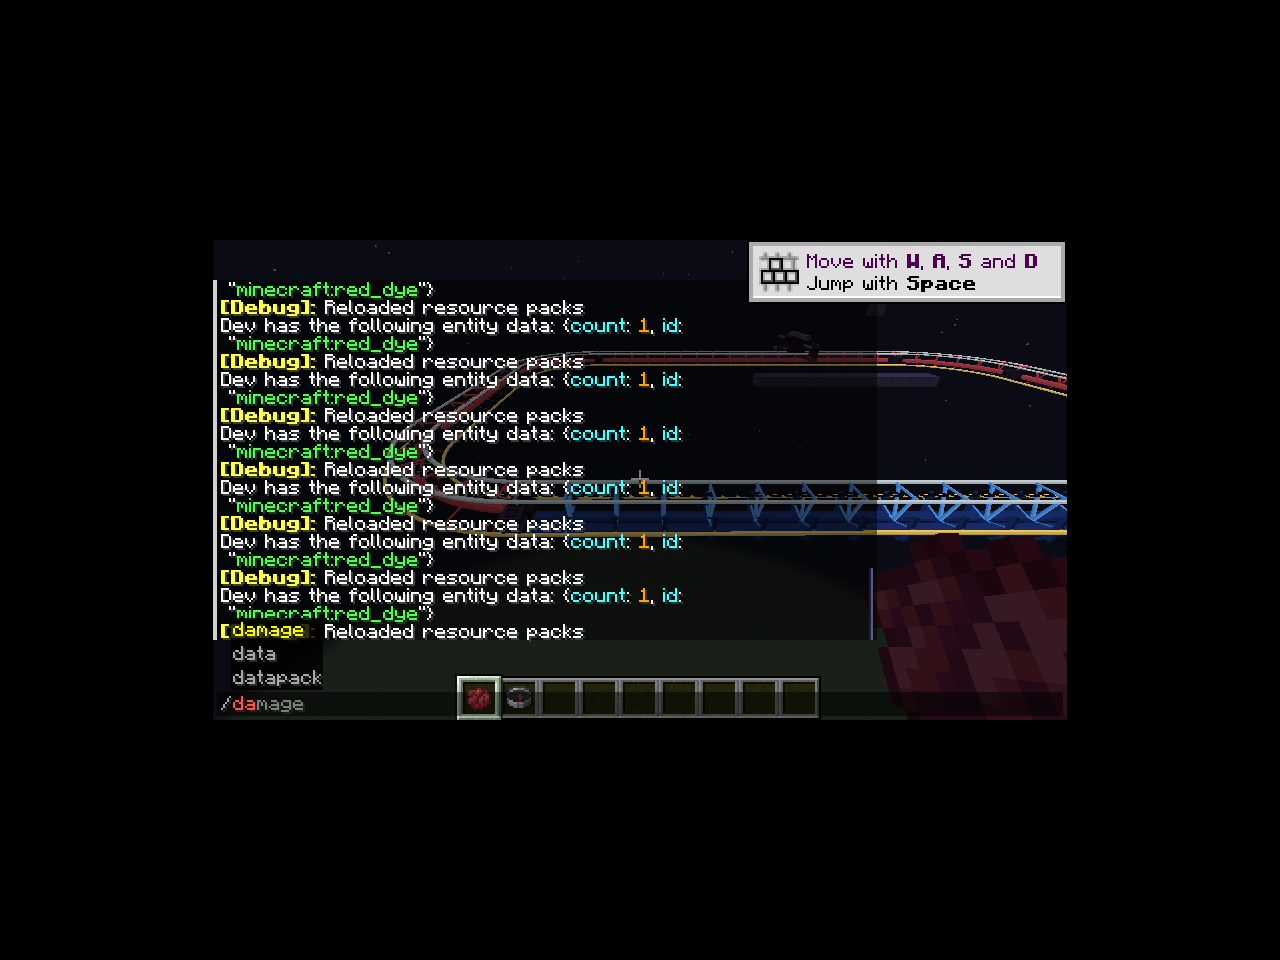 Move with W, A, S and D
Jump with Space
"minecraft:red_dye"}
[Debug]: Reloaded resource packs
Dev has the following entity data: {count: 1, id:
"minecraft:red_dye"}
[Debug]: Reloaded resource packs
Dev has the following entity data: {count: 1, id:
"minecraft:red_dye"}
[Debug]: Reloaded resource packs
Dev has the following entity data: {count: 1, id:
"minecraft:red_dye"}
[Debug]: Reloaded resource packs
Dev has the following entity data: {count: 1, id:
"minecraft:red_dye"}
[Debug]: Reloaded resource packs
Dev has the following entity data: {count: 1, id:
"minecraft:red_dye"}
[Debug]: Reloaded resource packs
Dev has the following entity data: {count: 1, id:
"minecraft:red_dye"}
[damage: Reloaded resource packs
data
datapack
/damage